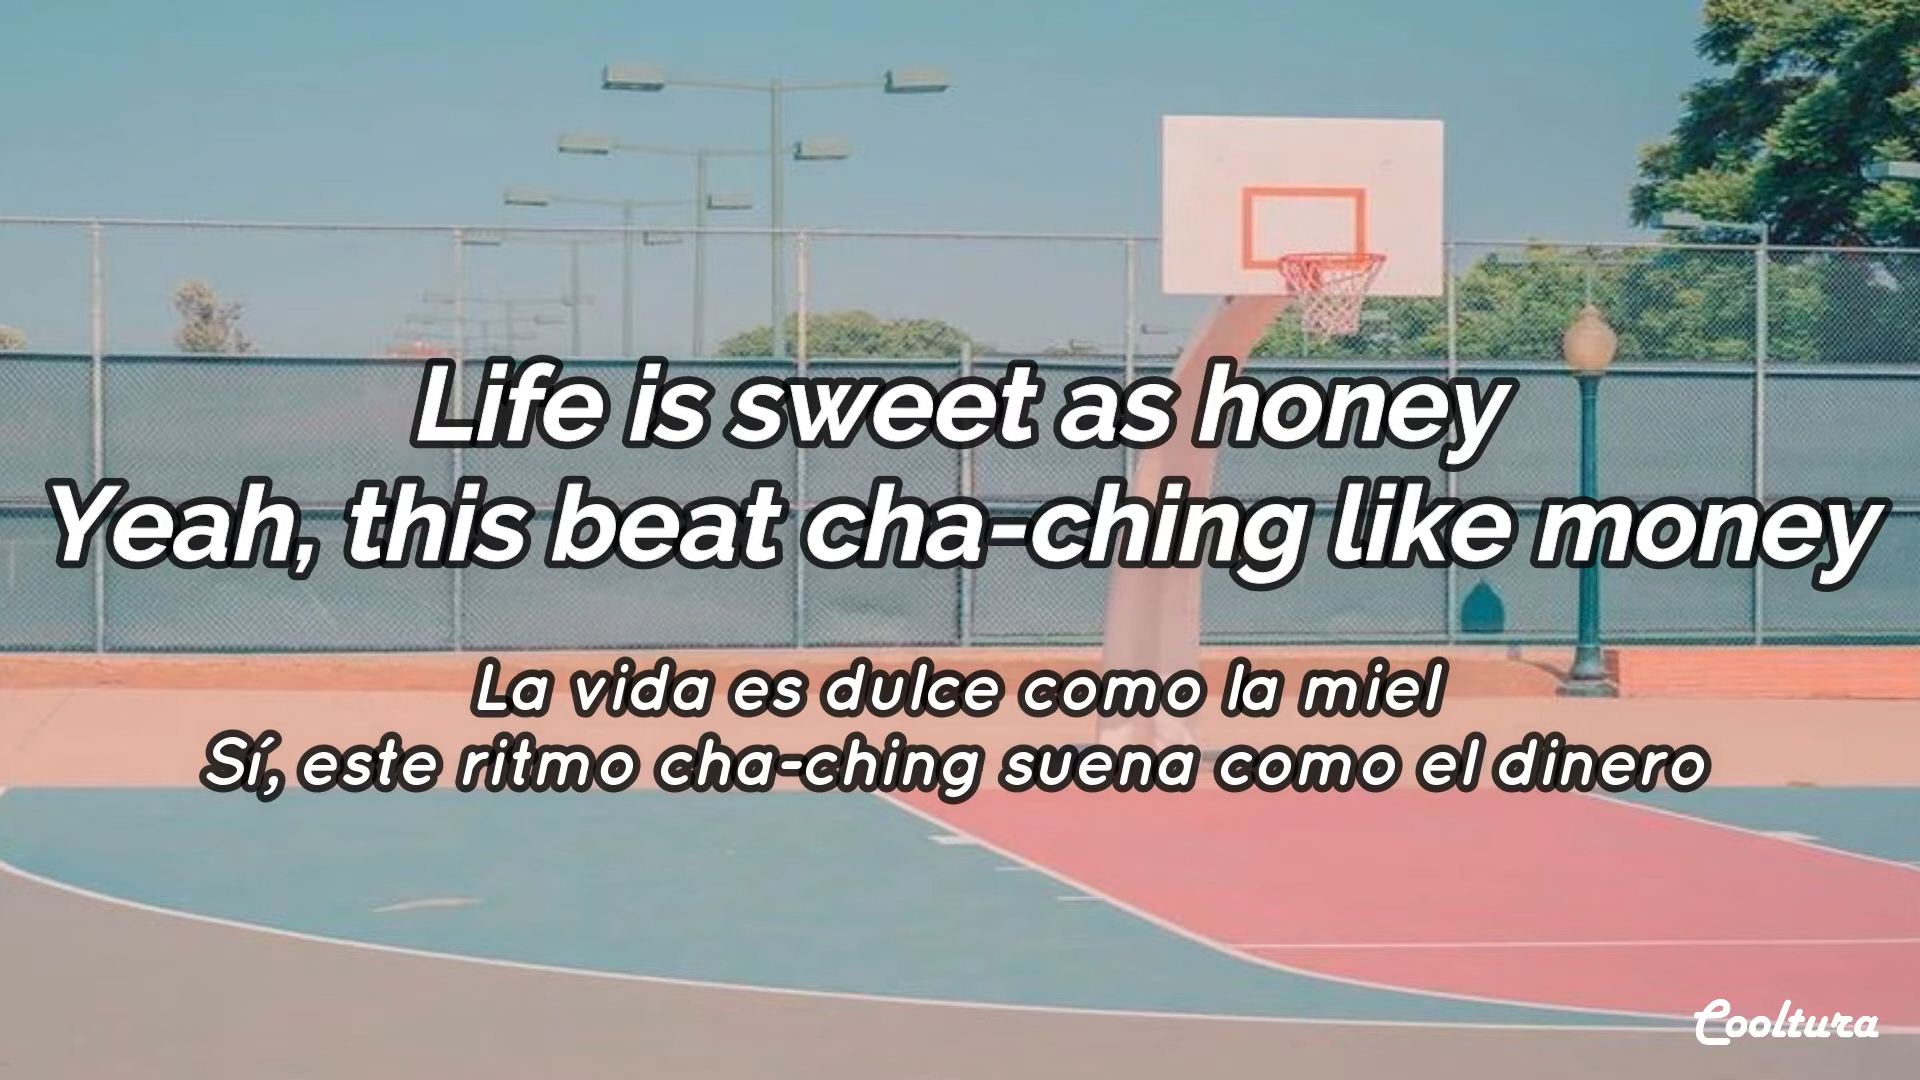 Life is sweet as honey
Yeah, this beat cha-ching like money
La vida es dulce como la miel
Sí, este ritmo cha-ching suena como el dinero
Cooltura